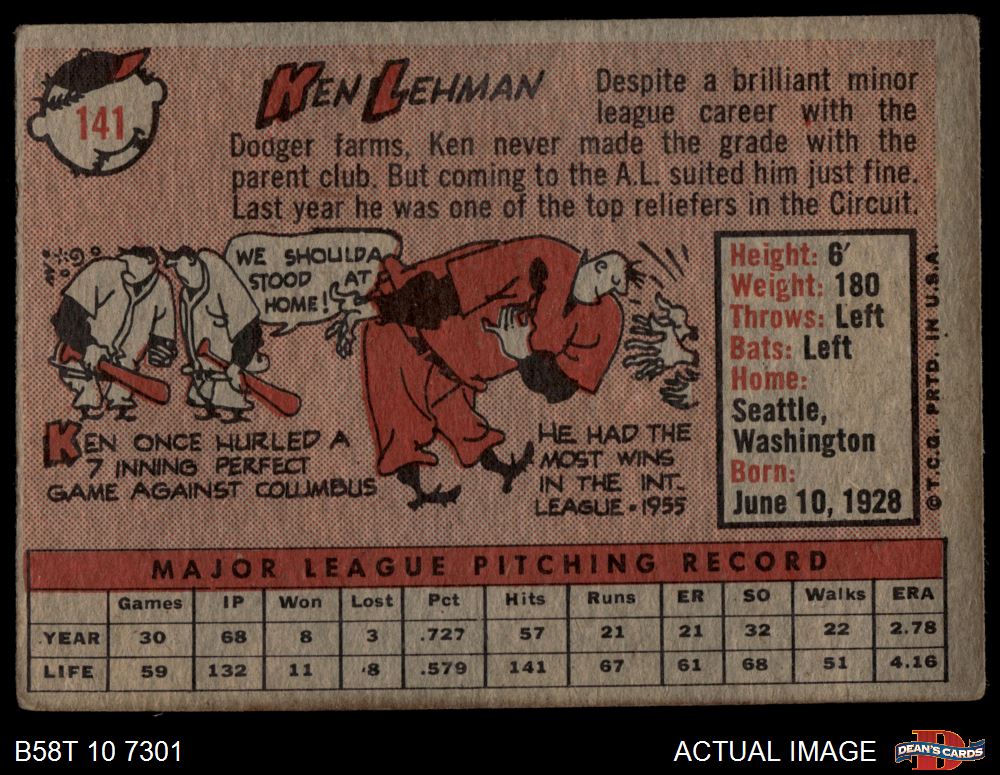 141
KEN LEHMAN
Despite a brilliant minor
league career with the
Dodger farms, Ken never made the grade with the
parent club. But coming to the A.L. suited him just fine.
Last year he was one of the top reliefers in the Circuit.
WE SHOULDA
STOOD AT
HOME!
KEN ONCE HURLED A
7 INNING PERFECT
GAME AGAINST COLUMBUS
HE HAD THE
MOST WINS
IN THE INT.
LEAGUE • 1955
Height: 6'
Weight: 180
Throws: Left
Bats: Left
Home:
Seattle,
Washington
Born:
June 10, 1928
© T.C.G. PRTD. IN U.S.A.
MAJOR LEAGUE PITCHING RECORD
Games IP Won Lost Pct Hits Runs ER SO Walks ERA
YEAR 30 68 8 3 .727 57 21 21 32 22 2.78
LIFE 59 132 11 8 .579 141 67 61 68 51 4.16
B58T 10 7301
ACTUAL IMAGE
DEAN'S CARDS